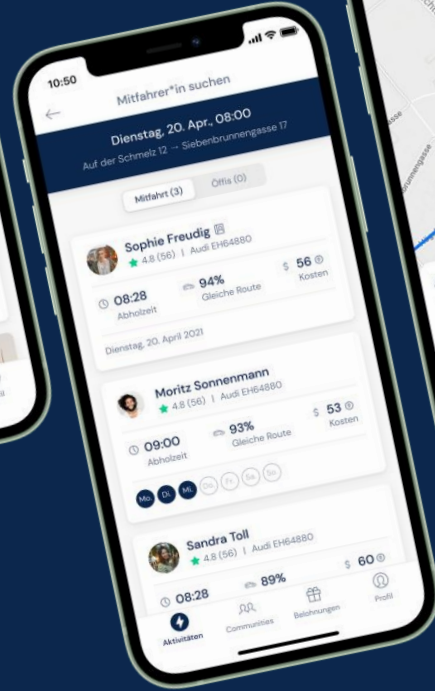 10:50
Mitfahrer*in suchen
Dienstag, 20. Apr., 08:00
Auf der Schmelz 12 → Siebenbrunnengasse 17
Mitfahrt (3) Öffis (0)
Sophie Freudig
4.8 (56) | Audi EH64880
08:28 94% $ 56
Abholzeit Gleiche Route Kosten
Dienstag, 20. April 2021
Moritz Sonnenmann
4.8 (56) | Audi EH64880
09:00 93% $ 53
Abholzeit Gleiche Route Kosten
Mo. Di. Mi. Do. Fr. Sa. So.
Sandra Toll
4.8 (56) | Audi EH64880
08:28 89% $ 60
Aktivitäten Communities Belohnungen Profil